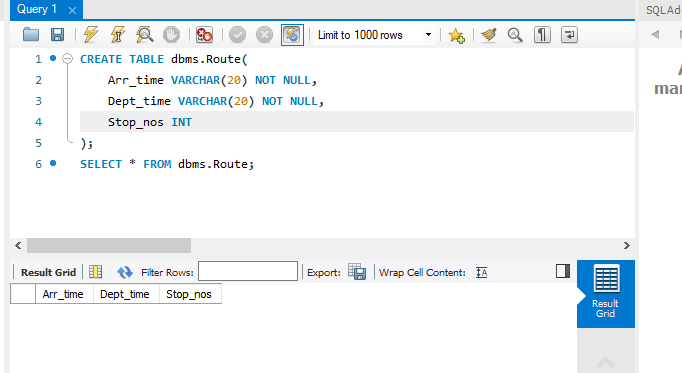 Query 1
SQLAd
Limit to 1000 rows
1 CREATE TABLE dbms.Route(
2 Arr_time VARCHAR(20) NOT NULL,
3 Dept_time VARCHAR(20) NOT NULL,
4 Stop_nos INT
5 );
6 SELECT * FROM dbms.Route;
A
mar
Result Grid Filter Rows: Export: Wrap Cell Content:
Arr_time Dept_time Stop_nos
Result
Grid